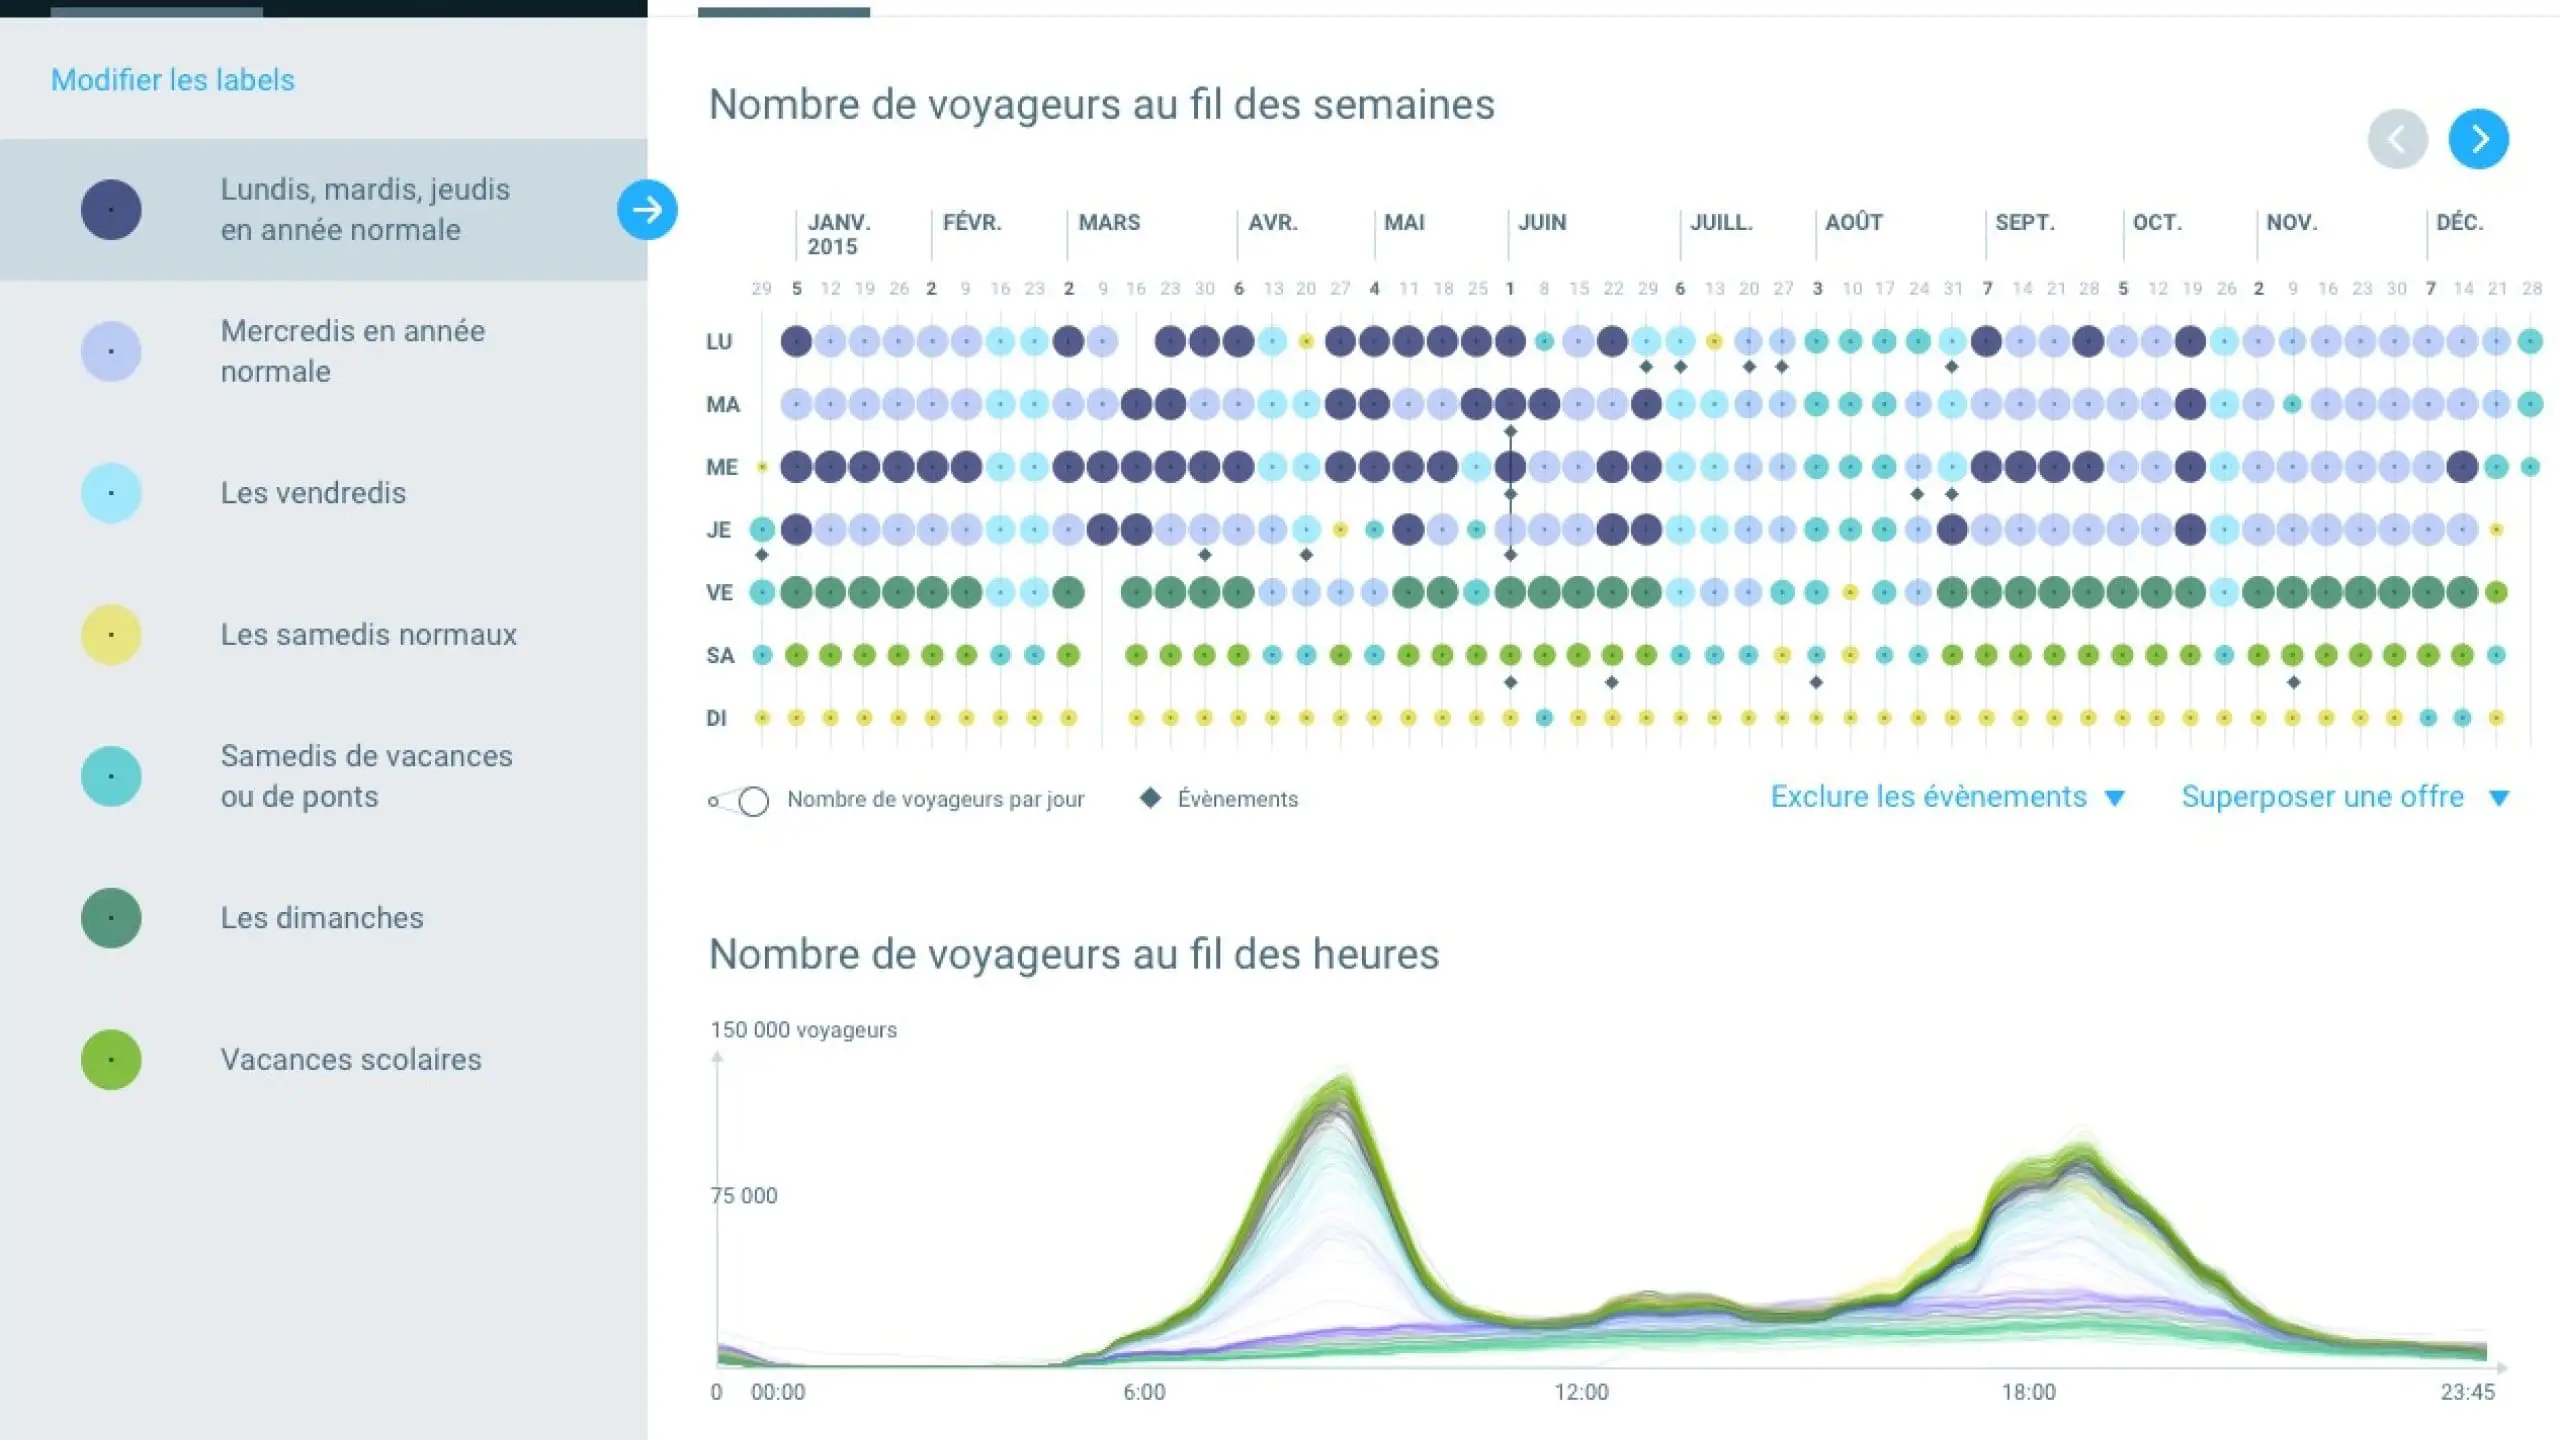 Modifier les labels
Lundis, mardis, jeudis
en année normale
Mercredis en année
normale
Les vendredis
Les samedis normaux
Samedis de vacances
ou de ponts
Les dimanches
Vacances scolaires
Nombre de voyageurs au fil des semaines
JANV. FÉVR. MARS AVR. MAI JUIN JUILL. AOÛT SEPT. OCT. NOV. DÉC.
2015
29 5 12 19 26 2 9 16 23 2 9 16 23 30 6 13 20 27 4 11 18 25 1 8 15 22 29 6 13 20 27 3 10 17 24 31 7 14 21 28 5 12 19 26 2 9 16 23 30 7 14 21 28
LU
MA
ME
JE
VE
SA
DI
Nombre de voyageurs par jour Évènements Exclure les évènements Superposer une offre
Nombre de voyageurs au fil des heures
150 000 voyageurs
75 000
0 00:00 6:00 12:00 18:00 23:45